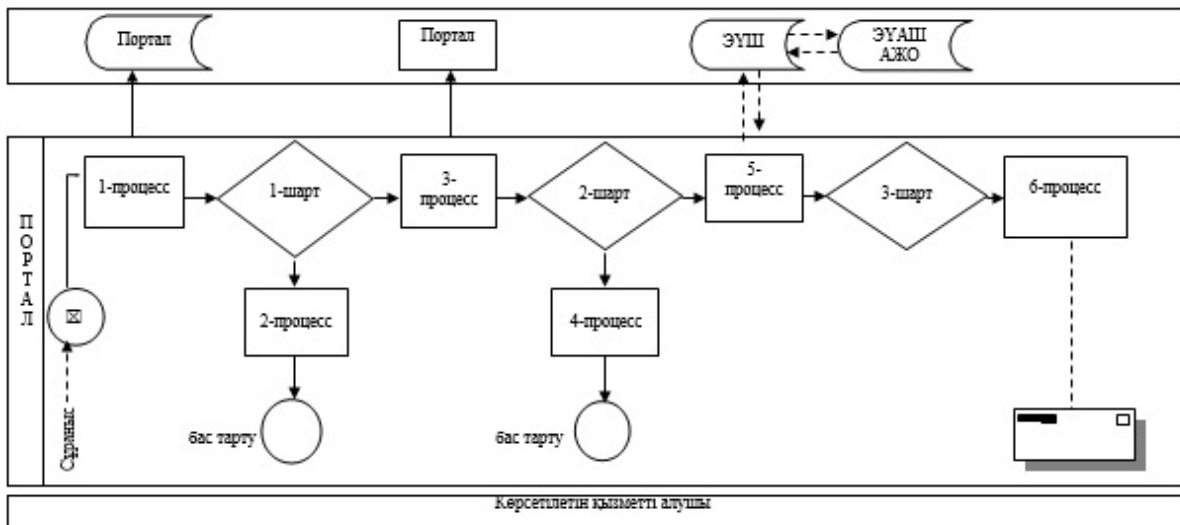 Портал
Портал
ЭҮШ
ЭҮАШ
АЖО
ПОРТАЛ
1-процесс
1-шарт
3-
процесс
2-шарт
5-
процесс
3-шарт
6-процесс
2-процесс
4-процесс
Сұраныс
бас тарту
бас тарту
Көрсетілетін қызметті алушы